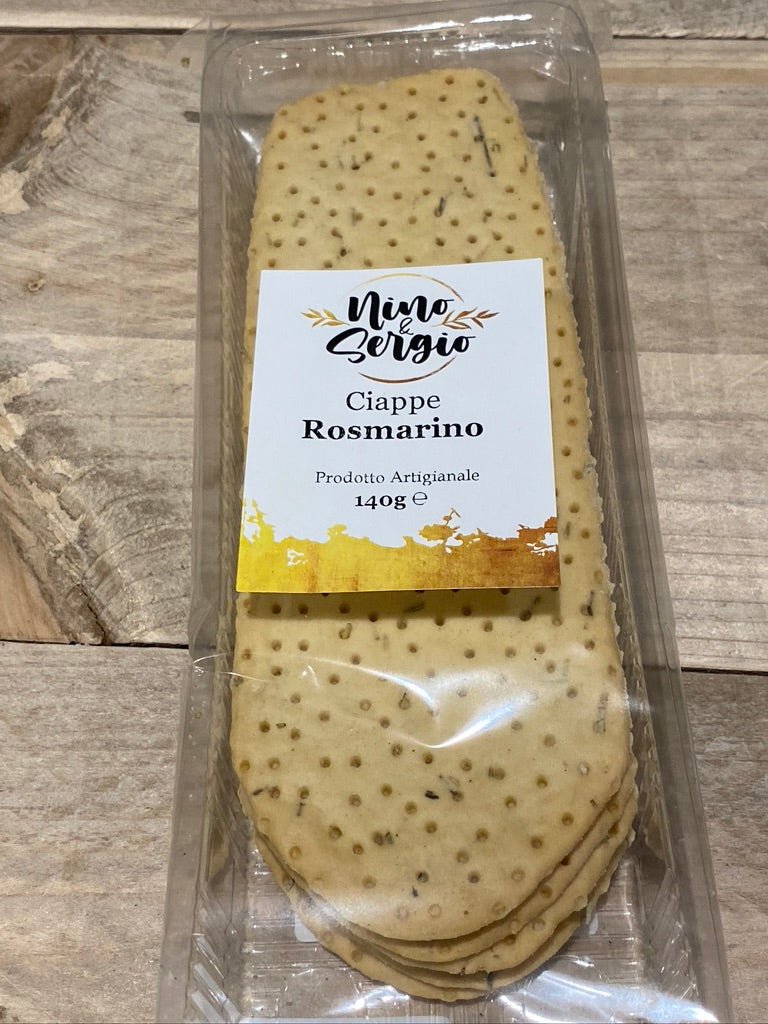 Nino
&
Sergio
Ciappe
Rosmarino
Prodotto Artigianale
140g ℮